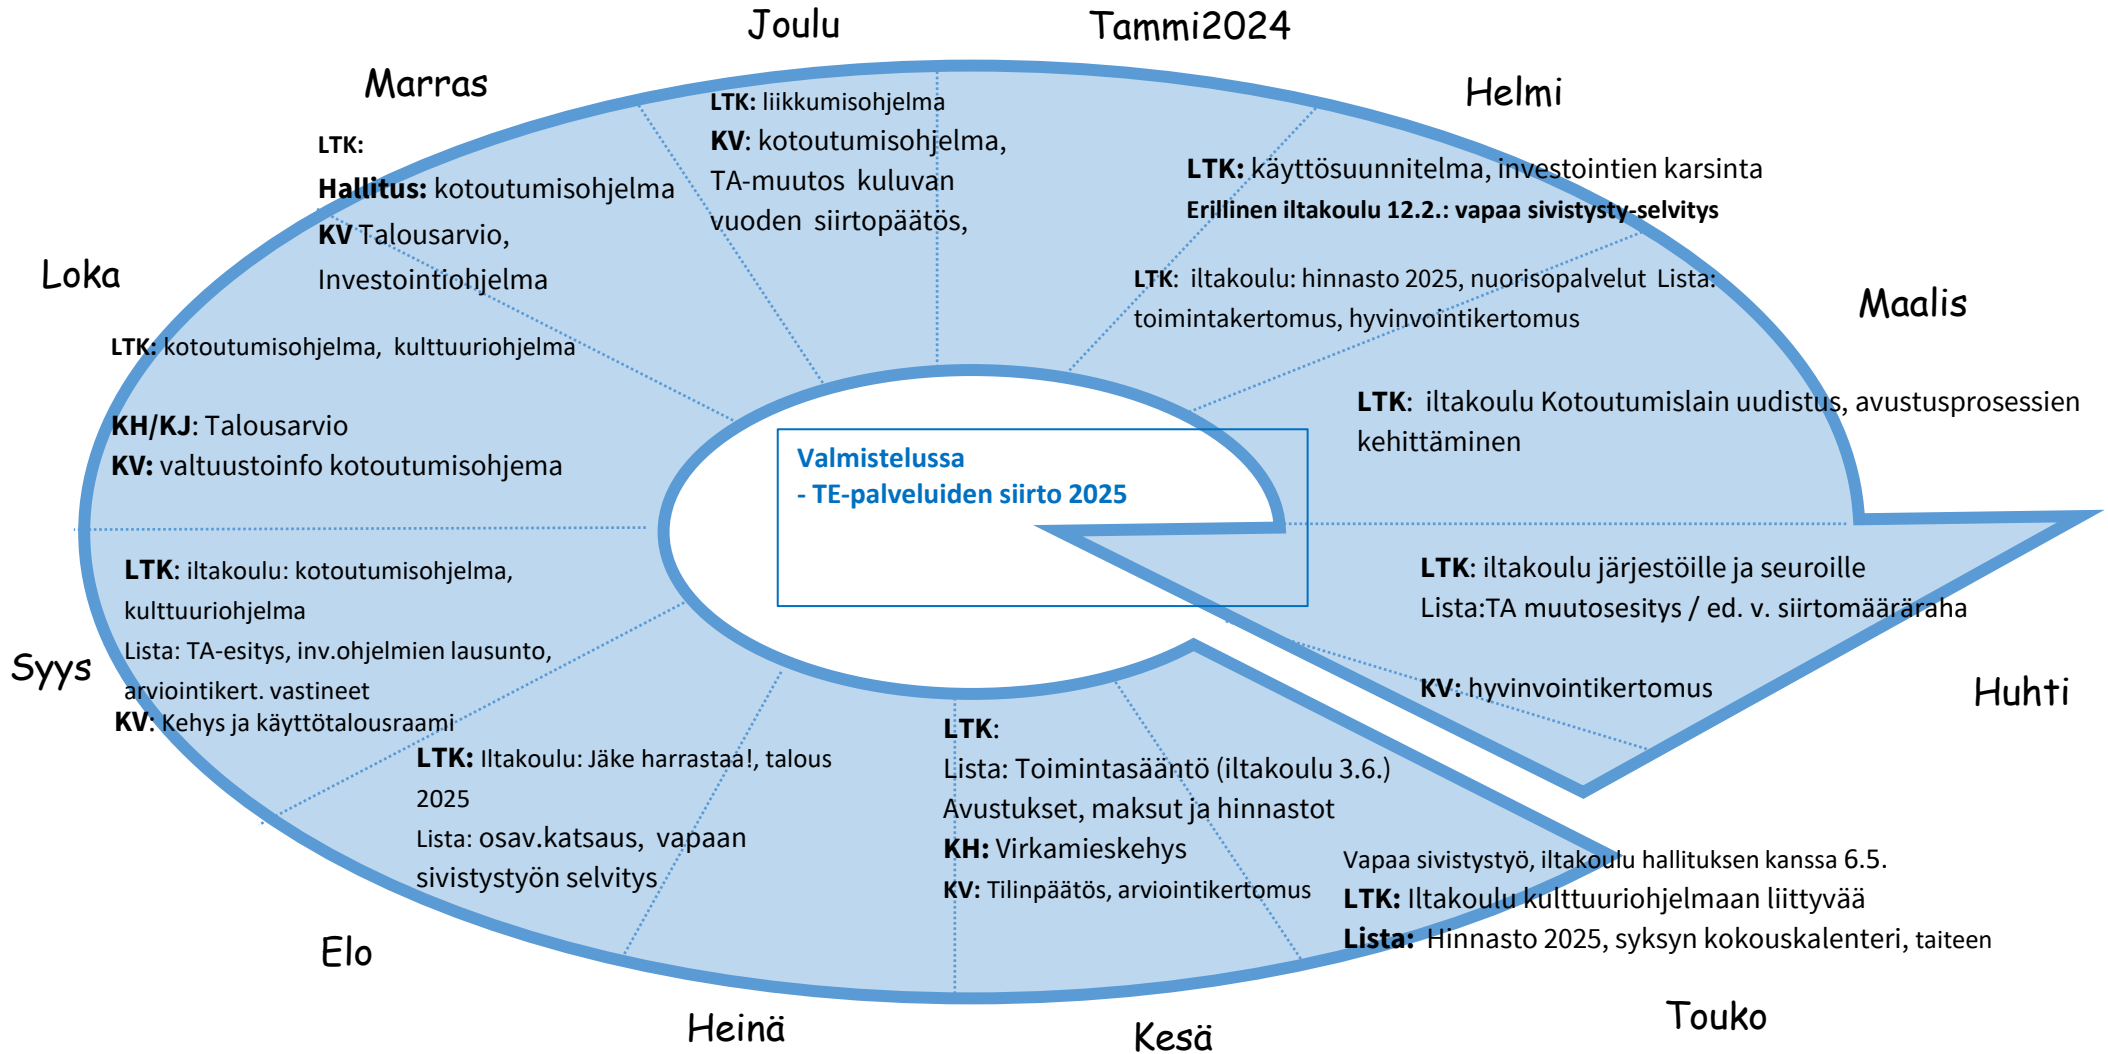 Joulu
Tammi2024
Marras
Helmi
LTK: liikkumisohjelma
KV: kotoutumisohjelma,
TA-muutos kuluvan
vuoden siirtopäätös,
LTK:
Hallitus: kotoutumisohjelma
KV Talousarvio,
Investointiohjelma
LTK: käyttösuunnitelma, investointien karsinta
Erillinen iltakoulu 12.2.: vapaa sivistysty-selvitys
Loka
LTK: iltakoulu: hinnasto 2025, nuorisopalvelut Lista:
toimintakertomus, hyvinvointikertomus
Maalis
LTK: kotoutumisohjelma, kulttuuriohjelma
KH/KJ: Talousarvio
KV: valtuustoinfo kotoutumisohjema
LTK: iltakoulu Kotoutumislain uudistus, avustusprosessien
kehittäminen
Valmistelussa
- TE-palveluiden siirto 2025
LTK: iltakoulu: kotoutumisohjelma,
kulttuuriohjelma
Lista: TA-esitys, inv.ohjelmien lausunto,
arviointikert. vastineet
KV: Kehys ja käyttötalousraami
Syys
LTK: iltakoulu järjestöille ja seuroille
Lista:TA muutosesitys / ed. v. siirtomääräraha
KV: hyvinvointikertomus
Huhti
LTK: Iltakoulu: Jäke harrastaa!, talous
2025
Lista: osav.katsaus, vapaan
sivistystyön selvitys
LTK:
Lista: Toimintasääntö (iltakoulu 3.6.)
Avustukset, maksut ja hinnastot
KH: Virkamieskehys
KV: Tilinpäätös, arviointikertomus
Vapaa sivistystyö, iltakoulu hallituksen kanssa 6.5.
LTK: Iltakoulu kulttuuriohjelmaan liittyvää
Lista: Hinnasto 2025, syksyn kokouskalenteri, taiteen
Elo
Heinä
Kesä
Touko